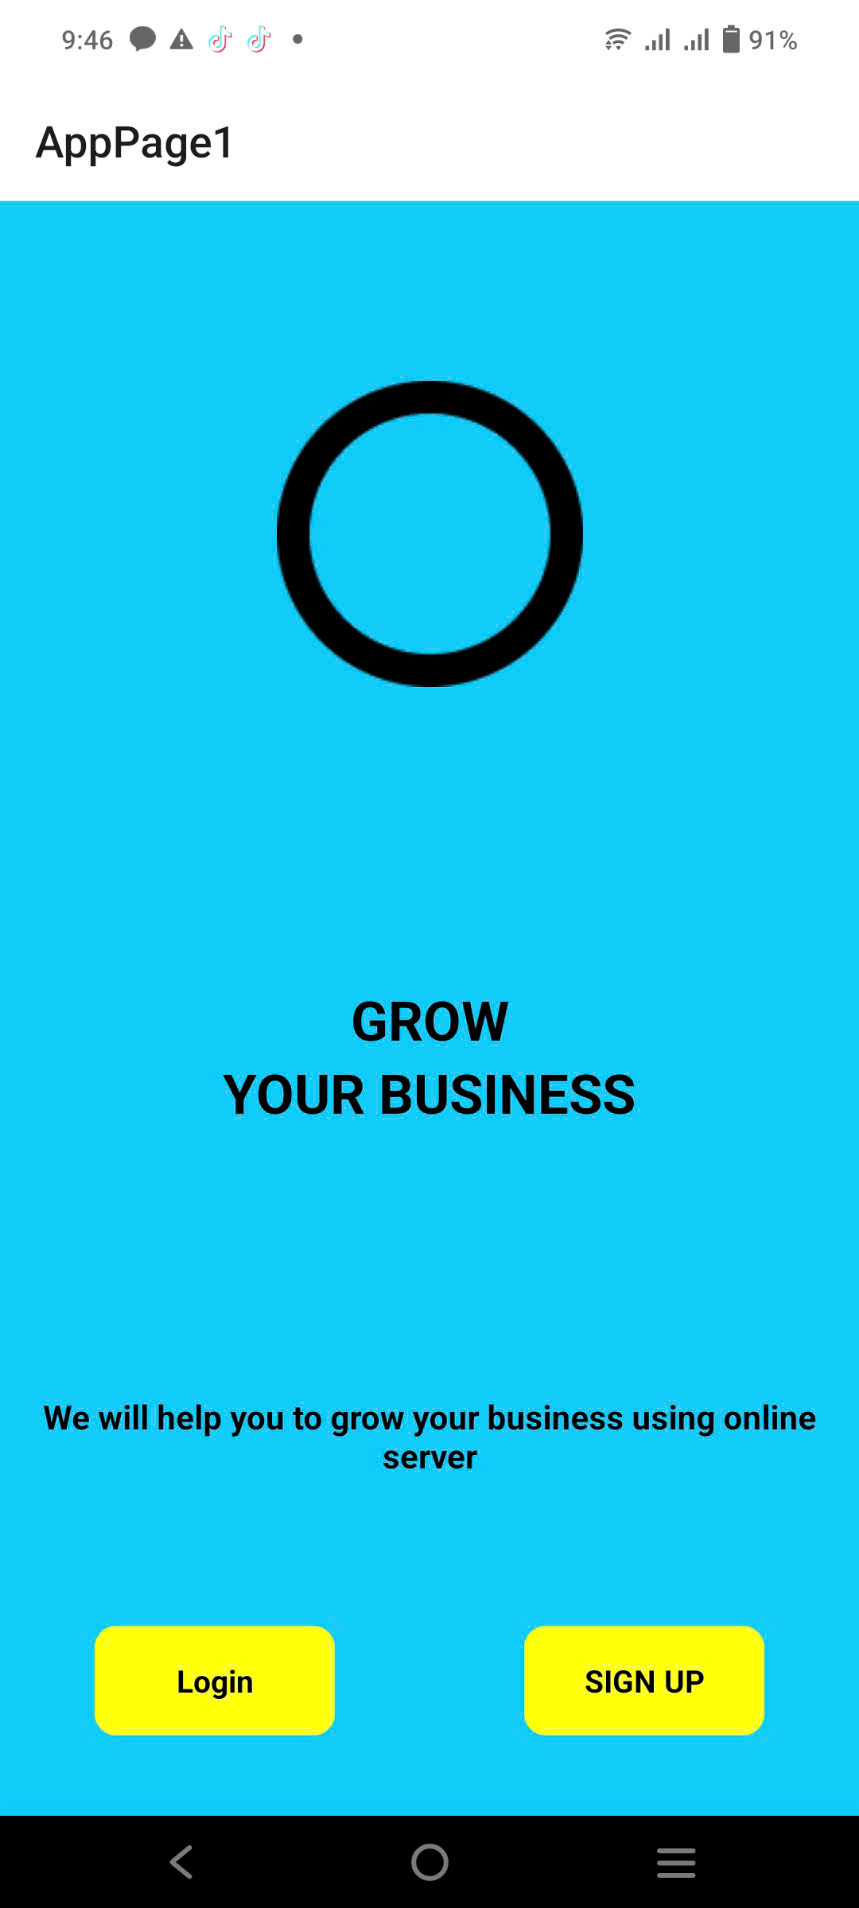 9:46 91%
AppPage1
GROW
YOUR BUSINESS
We will help you to grow your business using online
server
Login SIGN UP